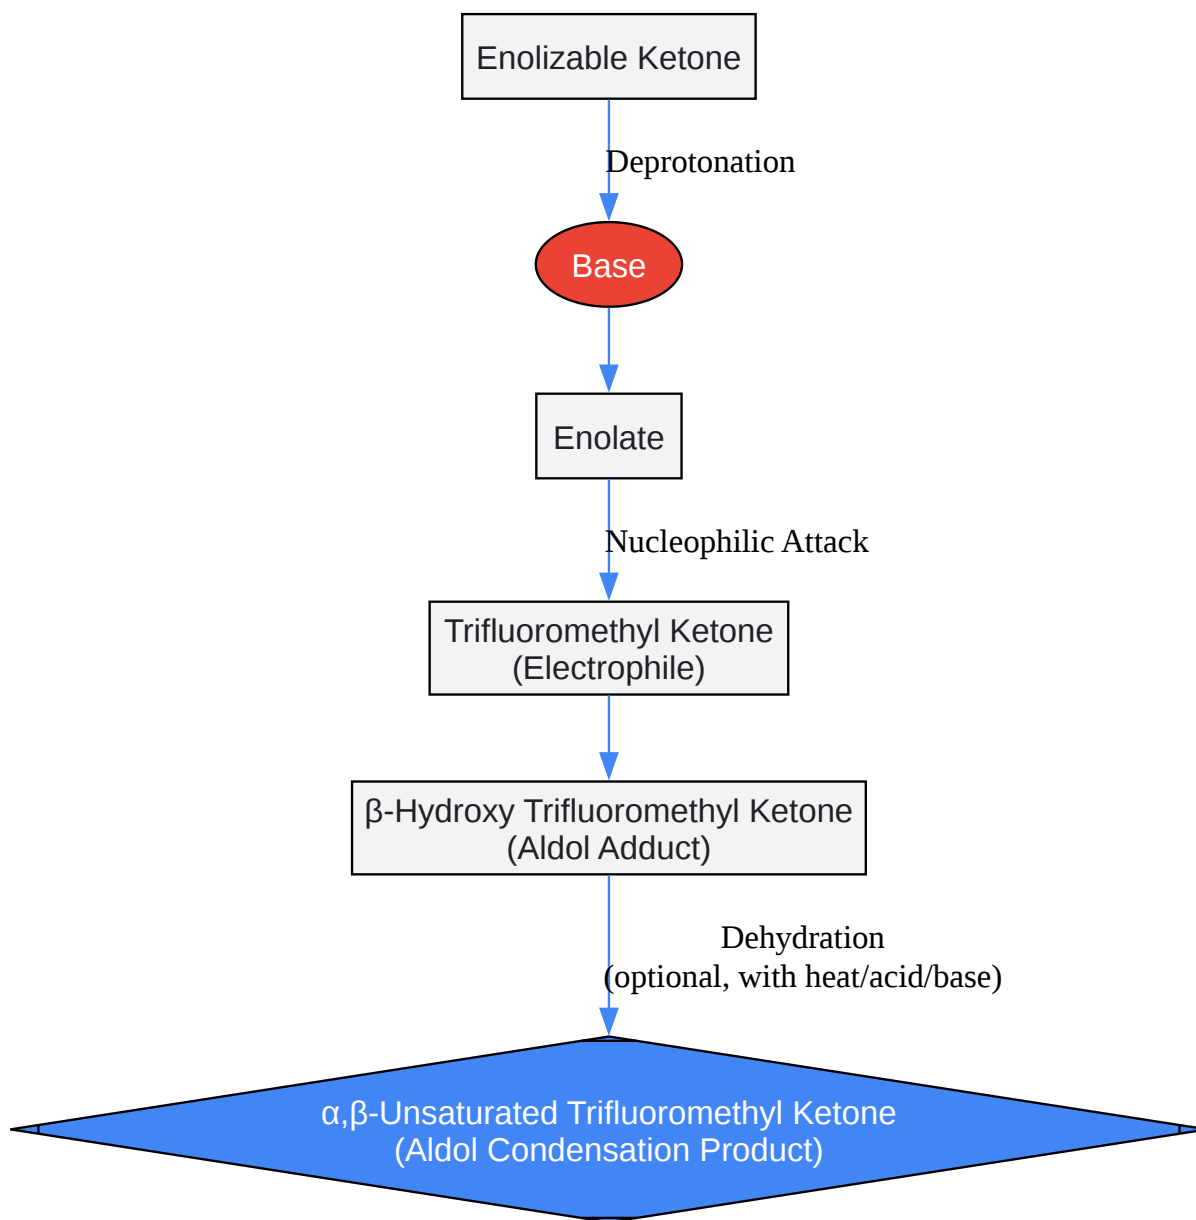 Enolizable Ketone
Deprotonation
Base
Enolate
Nucleophilic Attack
Trifluoromethyl Ketone
(Electrophile)
β-Hydroxy Trifluoromethyl Ketone
(Aldol Adduct)
Dehydration
(optional, with heat/acid/base)
α,β-Unsaturated Trifluoromethyl Ketone
(Aldol Condensation Product)